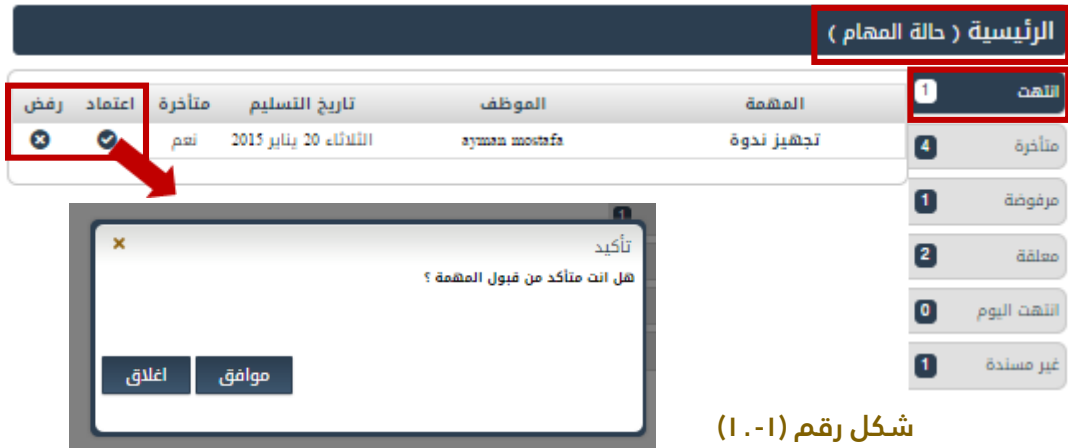 الرئيسية ( حالة المهام )
انتهت 1
متأخرة 4
مرفوضة 1
معلقة 2
انتهت اليوم 0
غير مسندة 1
المهمة الموظف تاريخ التسليم متأخرة اعتماد رفض
تجهيز ندوة ayman mostafa الثلاثاء 20 يناير 2015 نعم
1
تأكيد
هل انت متأكد من قبول المهمة ؟
موافق اغلاق
شكل رقم (١-١٠)